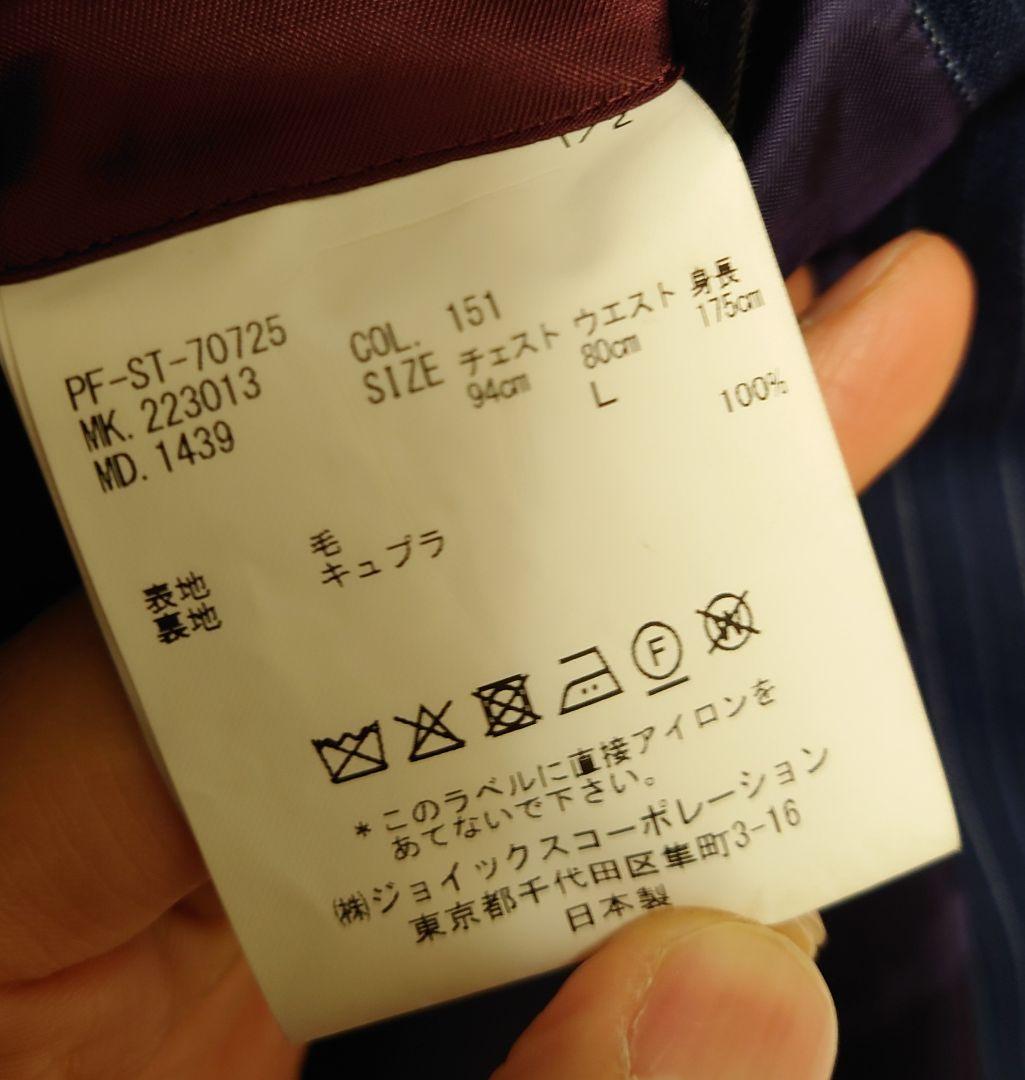 1/2
PF-ST-70725
MK. 223013
MD. 1439
COL. 151
SIZE チェスト ウエスト 身長
94cm 80cm 175cm
L
100%
表地 毛
裏地 キュプラ
F
W
*このラベルに直接アイロンを
あてないで下さい。
㈱ジョイックスコーポレーション
東京都千代田区隼町3-16
日本製